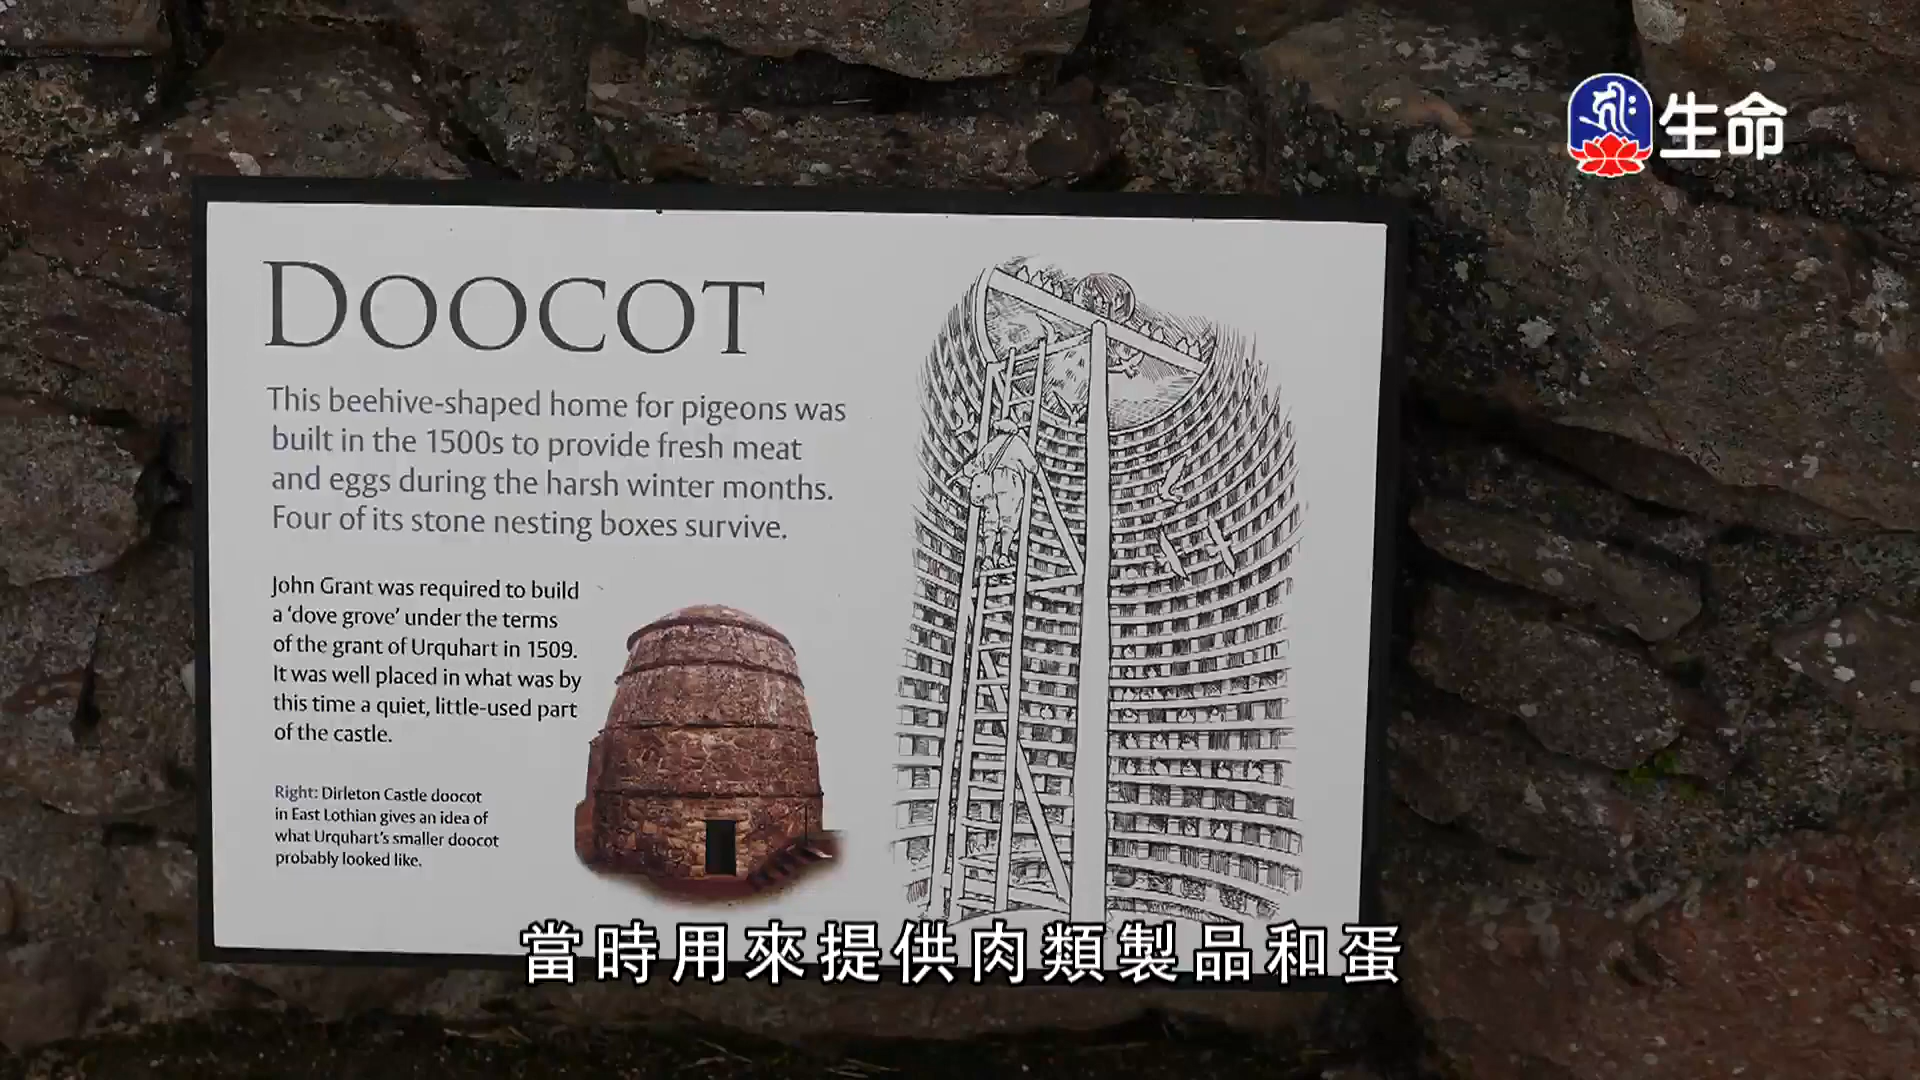 生命
DOOCOT
This beehive-shaped home for pigeons was
built in the 1500s to provide fresh meat
and eggs during the harsh winter months.
Four of its stone nesting boxes survive.
John Grant was required to build
a ‘dove grove’ under the terms
of the grant of Urquhart in 1509.
It was well placed in what was by
this time a quiet, little-used part
of the castle.
Right: Dirleton Castle doocot
in East Lothian gives an idea of
what Urquhart’s smaller doocot
probably looked like.
當時用來提供肉類製品和蛋